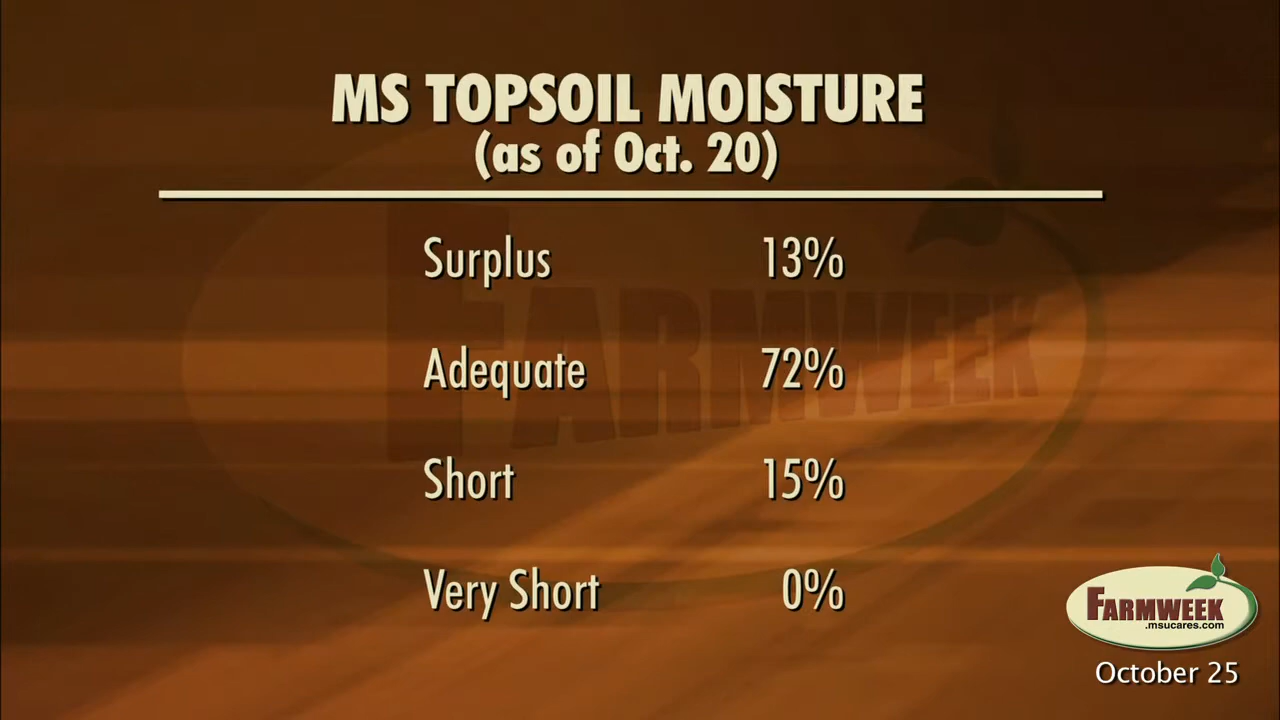 MS TOPSOIL MOISTURE
(as of Oct. 20)
Surplus 13%
Adequate 72%
Short 15%
Very Short 0%
FARMWEEK
FARMWEEK
.msucares.com
October 25